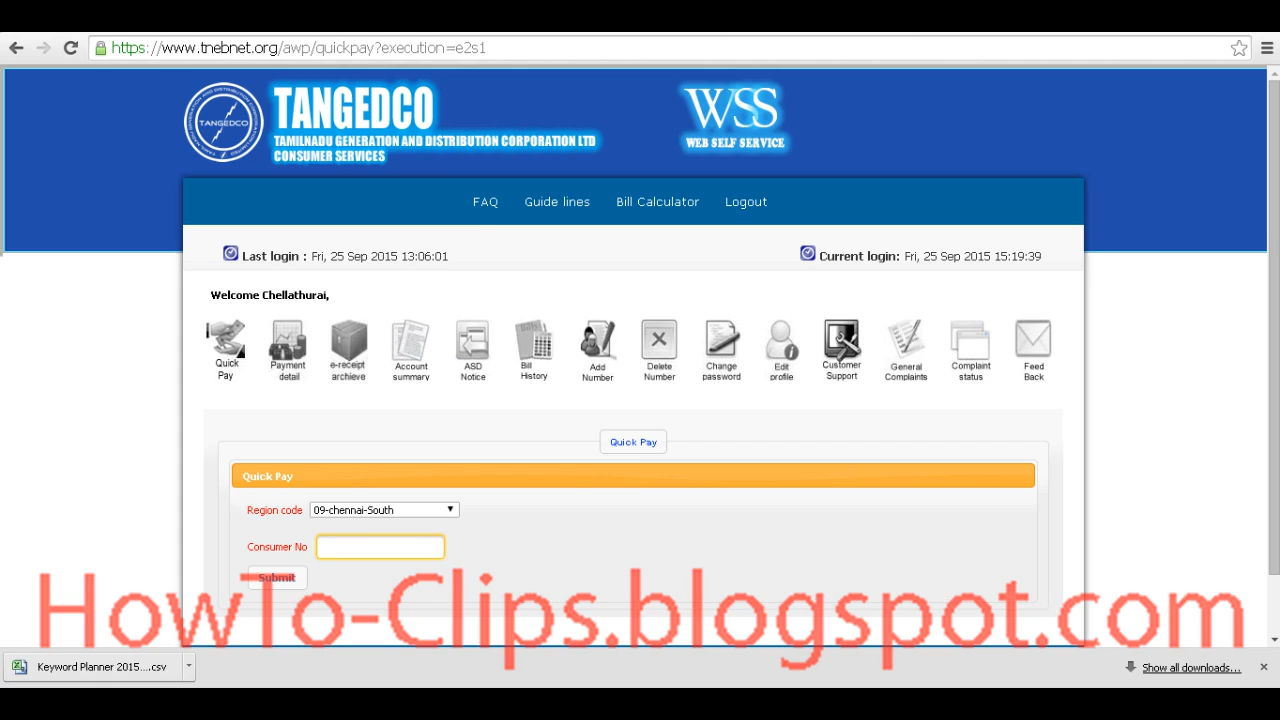 https://www.tnebnet.org/awp/quickpay?execution=e2s1
TANGEDCO
TANGEDCO
TAMILNADU GENERATION AND DISTRIBUTION CORPORATION LTD
CONSUMER SERVICES
WSS
WEB SELF SERVICE
FAQ Guide lines Bill Calculator Logout
Last login : Fri, 25 Sep 2015 13:06:01
Current login: Fri, 25 Sep 2015 15:19:39
Welcome Chellathurai,
Quick Pay
Payment detail
e-receipt archieve
Account summary
ASD Notice
Bill History
Add Number
Delete Number
Change password
Edit profile
Customer Support
General Complaints
Complaint status
Feed Back
Quick Pay
Quick Pay
Region code 09-chennai-South
Consumer No
Submit
HowTo-Clips.blogspot.com
Keyword Planner 2015....csv
Show all downloads...